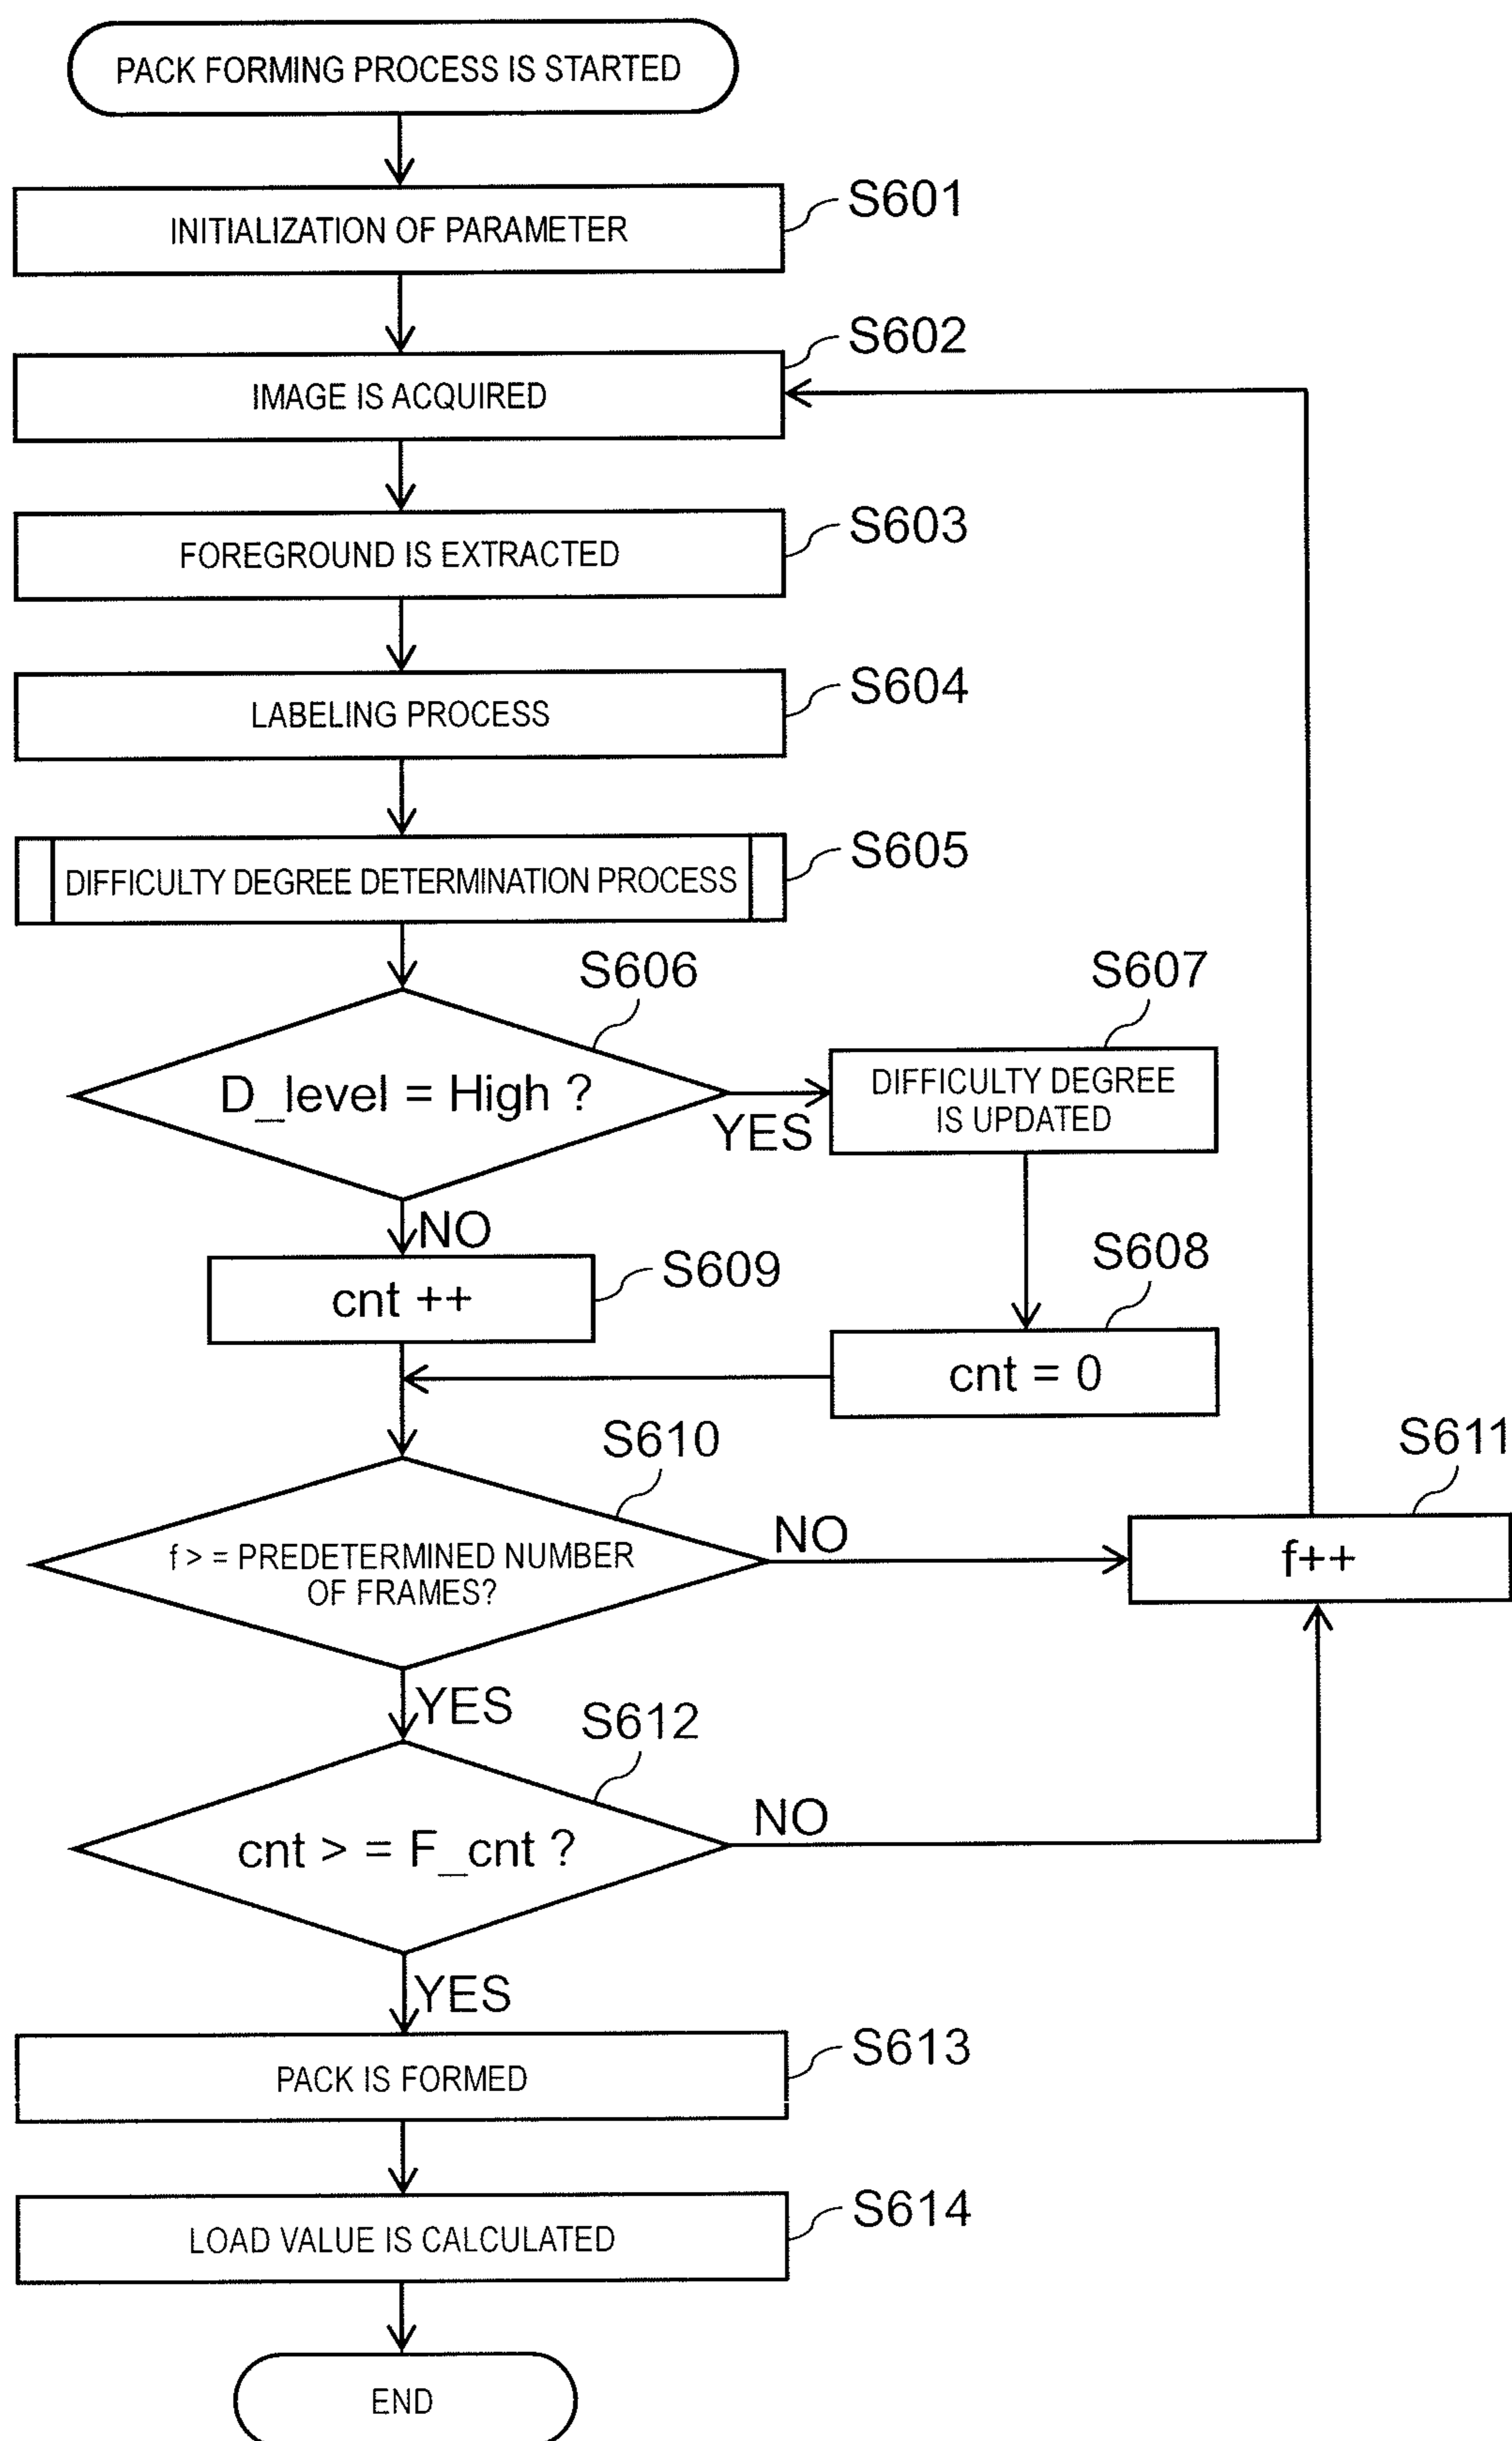 PACK FORMING PROCESS IS STARTED
S601
INITIALIZATION OF PARAMETER
S602
IMAGE IS ACQUIRED
S603
FOREGROUND IS EXTRACTED
S604
LABELING PROCESS
S605
DIFFICULTY DEGREE DETERMINATION PROCESS
S606
D_level = High ?
YES
S607
DIFFICULTY DEGREE
IS UPDATED
NO
S609
cnt ++
S608
cnt = 0
S610
f > = PREDETERMINED NUMBER
OF FRAMES?
NO
S611
f++
YES
S612
cnt > = F_cnt ?
NO
YES
S613
PACK IS FORMED
S614
LOAD VALUE IS CALCULATED
END